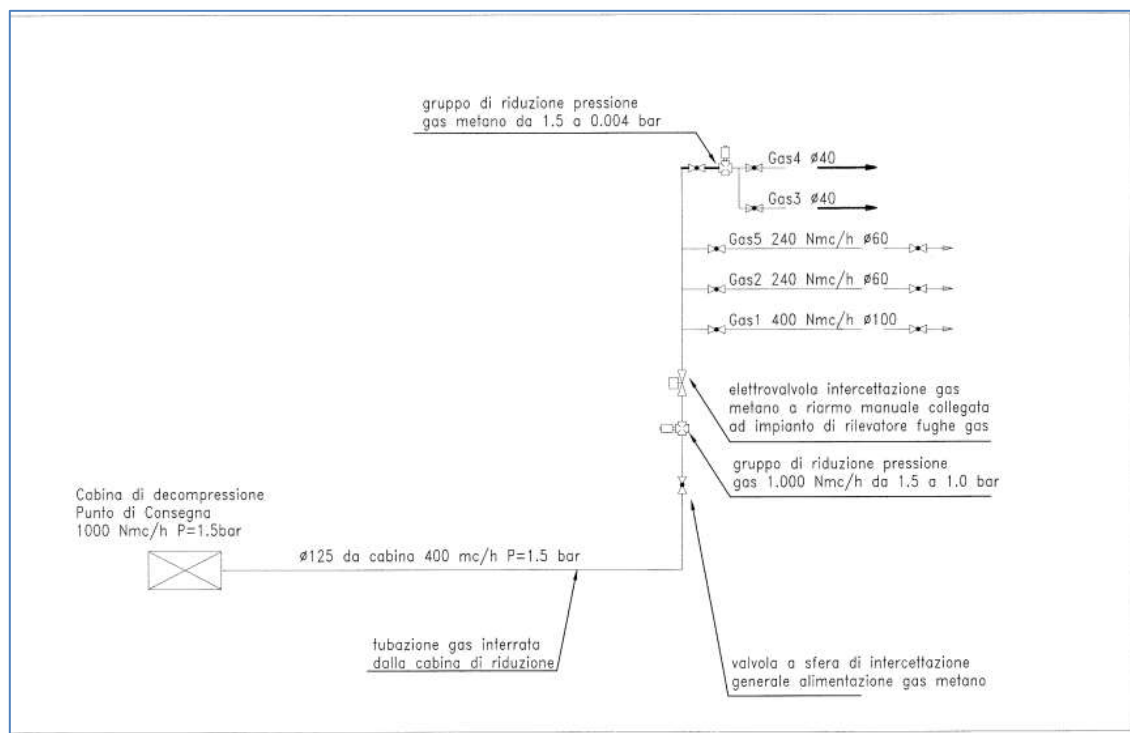 gruppo di riduzione pressione
gas metano da 1.5 a 0.004 bar
Gas4 ø40
Gas3 ø40
Gas5 240 Nmc/h ø60
Gas2 240 Nmc/h ø60
Gas1 400 Nmc/h ø100
elettrovalvola intercettazione gas
metano a riarmo manuale collegata
ad impianto di rilevatore fughe gas
gruppo di riduzione pressione
gas 1.000 Nmc/h da 1.5 a 1.0 bar
Cabina di decompressione
Punto di Consegna
1000 Nmc/h P=1.5bar
ø125 da cabina 400 mc/h P=1.5 bar
tubazione gas interrata
dalla cabina di riduzione
valvola a sfera di intercettazione
generale alimentazione gas metano